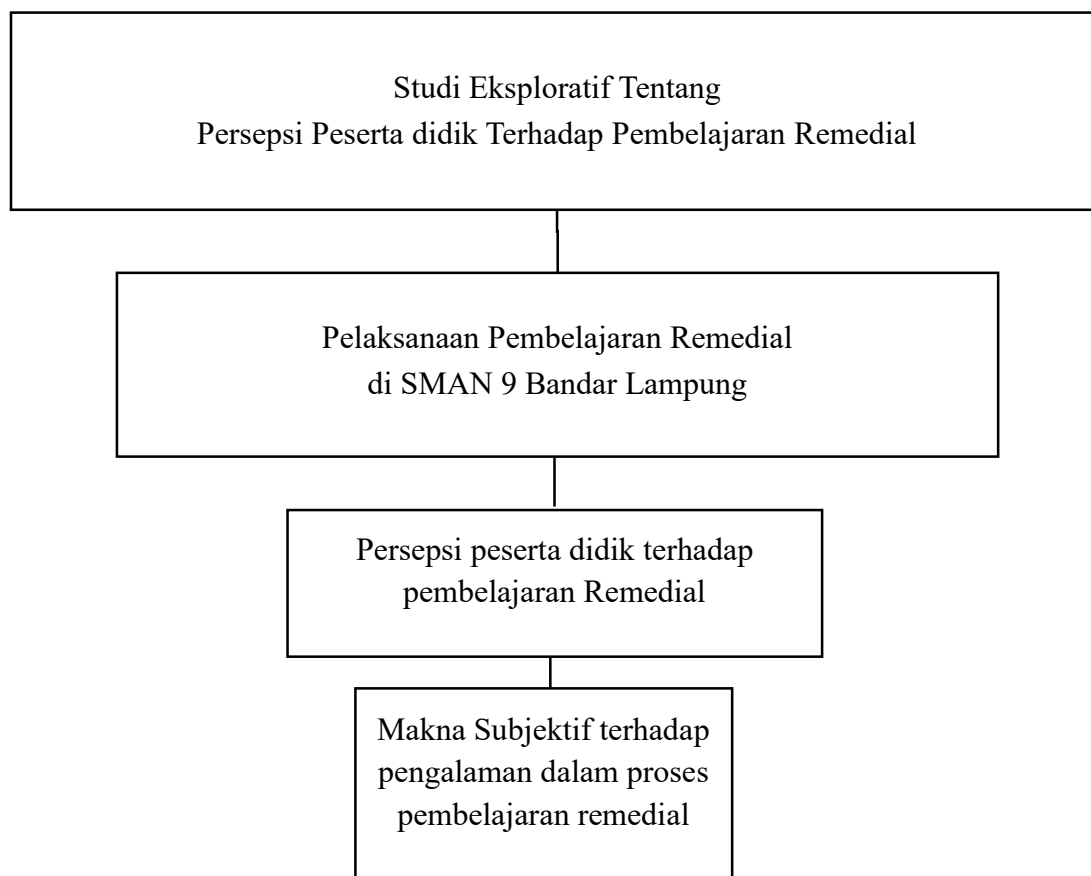 Studi Eksploratif Tentang
Persepsi Peserta didik Terhadap Pembelajaran Remedial
Pelaksanaan Pembelajaran Remedial
di SMAN 9 Bandar Lampung
Persepsi peserta didik terhadap
pembelajaran Remedial
Makna Subjektif terhadap
pengalaman dalam proses
pembelajaran remedial